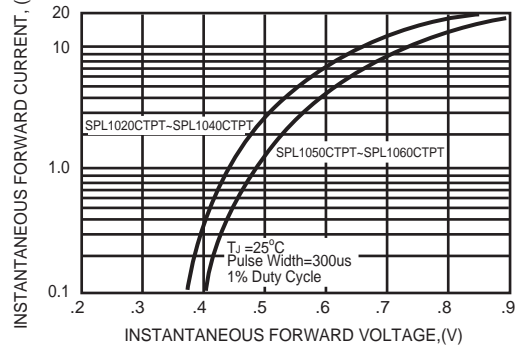 INSTANTANEOUS FORWARD CURRENT, (
20
10
1.0
0.1
SPL1020CTPT~SPL1040CTPT
SPL1050CTPT~SPL1060CTPT
TJ =25°C
Pulse Width=300us
1% Duty Cycle
.2 .3 .4 .5 .6 .7 .8 .9
INSTANTANEOUS FORWARD VOLTAGE,(V)